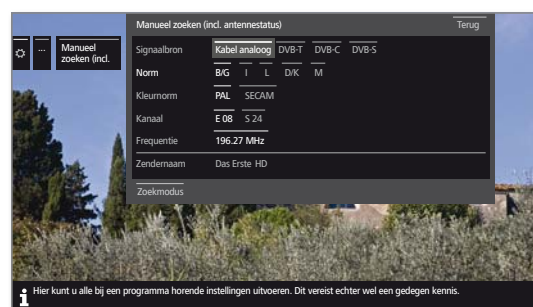 Manueel zoeken (incl. antennestatus) Terug
... Manueel zoeken (incl.
Signaalbron Kabel analoog DVB-T DVB-C DVB-S
Norm B/G I L D/K M
Kleurnorm PAL SECAM
Kanaal E 08 S 24
Frequentie 196.27 MHz
Zendernaam Das Erste HD
Zoekmodus
Hier kunt u alle bij een programma horende instellingen uitvoeren. Dit vereist echter wel een gedegen kennis.